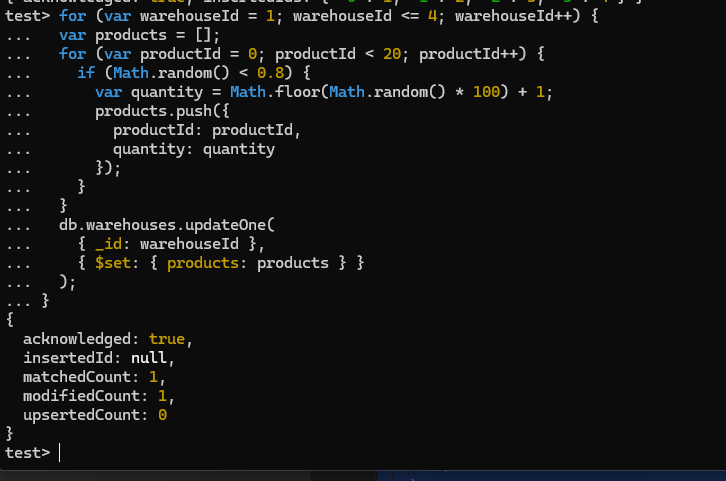 test> for (var warehouseId = 1; warehouseId <= 4; warehouseId++) {
...   var products = [];
...   for (var productId = 0; productId < 20; productId++) {
...     if (Math.random() < 0.8) {
...       var quantity = Math.floor(Math.random() * 100) + 1;
...       products.push({
...         productId: productId,
...         quantity: quantity
...       });
...     }
...   }
...   db.warehouses.updateOne(
...     { _id: warehouseId },
...     { $set: { products: products } }
...   );
... }
{
  acknowledged: true,
  insertedId: null,
  matchedCount: 1,
  modifiedCount: 1,
  upsertedCount: 0
}
test>